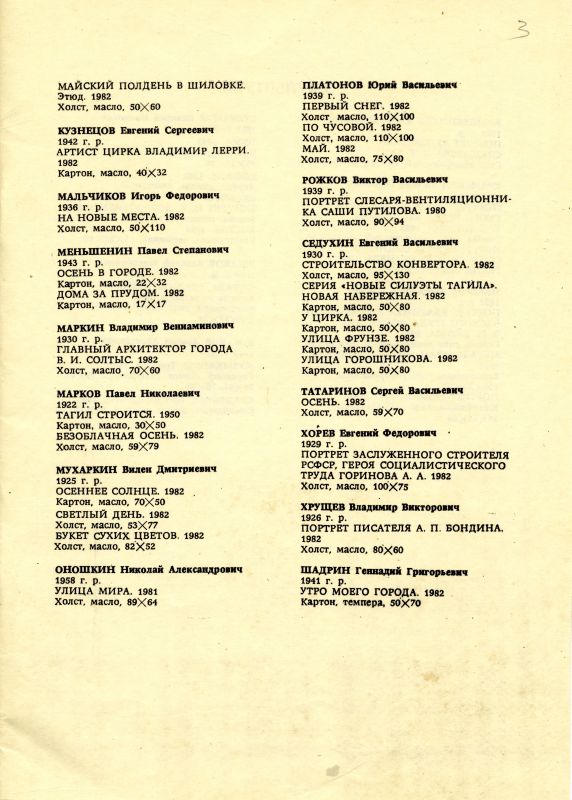 3
МАЙСКИЙ ПОЛДЕНЬ В ШИЛОВКЕ.
Этюд. 1982
Холст, масло, 50×60
КУЗНЕЦОВ Евгений Сергеевич
1942 г. р.
АРТИСТ ЦИРКА ВЛАДИМИР ЛЕРРИ.
1982
Картон, масло, 40×32
МАЛЬЧИКОВ Игорь Федорович
1936 г. р.
НА НОВЫЕ МЕСТА. 1982
Холст, масло, 50×110
МЕНЬШЕНИН Павел Степанович
1943 г. р.
ОСЕНЬ В ГОРОДЕ. 1982
Картон, масло, 22×32
ДОМА ЗА ПРУДОМ. 1982
Картон, масло, 17×17
МАРКИН Владимир Вениаминович
1930 г. р.
ГЛАВНЫЙ АРХИТЕКТОР ГОРОДА
В. И. СОЛТЫС. 1982
Холст, масло, 70×60
МАРКОВ Павел Николаевич
1922 г. р.
ТАГИЛ СТРОИТСЯ. 1950
Картон, масло, 30×50
БЕЗОБЛАЧНАЯ ОСЕНЬ. 1982
Холст, масло, 59×79
МУХАРКИН Вилен Дмитриевич
1925 г. р.
ОСЕННЕЕ СОЛНЦЕ. 1982
Картон, масло, 70×50
СВЕТЛЫЙ ДЕНЬ. 1982
Холст, масло, 53×77
БУКЕТ СУХИХ ЦВЕТОВ. 1982
Холст, масло, 82×52
ОНОШКИН Николай Александрович
1958 г. р.
УЛИЦА МИРА. 1981
Холст, масло, 89×64
ПЛАТОНОВ Юрий Васильевич
1939 г. р.
ПЕРВЫЙ СНЕГ. 1982
Холст, масло, 110×100
ПО ЧУСОВОЙ. 1982
Холст, масло, 110×100
МАЙ. 1982
Холст, масло, 75×80
РОЖКОВ Виктор Васильевич
1939 г. р.
ПОРТРЕТ СЛЕСАРЯ-ВЕНТИЛЯЦИОННИ-
КА САШИ ПУТИЛОВА. 1980
Холст, масло, 90×94
СЕДУХИН Евгений Васильевич
1930 г. р.
СТРОИТЕЛЬСТВО КОНВЕРТОРА. 1982
Холст, масло, 95×130
СЕРИЯ «НОВЫЕ СИЛУЭТЫ ТАГИЛА».
НОВАЯ НАБЕРЕЖНАЯ. 1982
Картон, масло, 50×80
У ЦИРКА. 1982
Картон, масло, 50×80
УЛИЦА ФРУНЗЕ. 1982
Картон, масло, 50×80
УЛИЦА ГОРОШНИКОВА. 1982
Картон, масло, 50×80
ТАТАРИНОВ Сергей Васильевич
ОСЕНЬ. 1982
Холст, масло, 59×70
ХОРЕВ Евгений Федорович
1929 г. р.
ПОРТРЕТ ЗАСЛУЖЕННОГО СТРОИТЕЛЯ
РСФСР, ГЕРОЯ СОЦИАЛИСТИЧЕСКОГО
ТРУДА ГОРИНОВА А. А. 1982
Холст, масло, 100×75
ХРУЩЕВ Владимир Викторович
1926 г. р.
ПОРТРЕТ ПИСАТЕЛЯ А. П. БОНДИНА.
1982
Холст, масло, 80×60
ШАДРИН Геннадий Григорьевич
1941 г. р.
УТРО МОЕГО ГОРОДА. 1982
Картон, темпера, 50×70